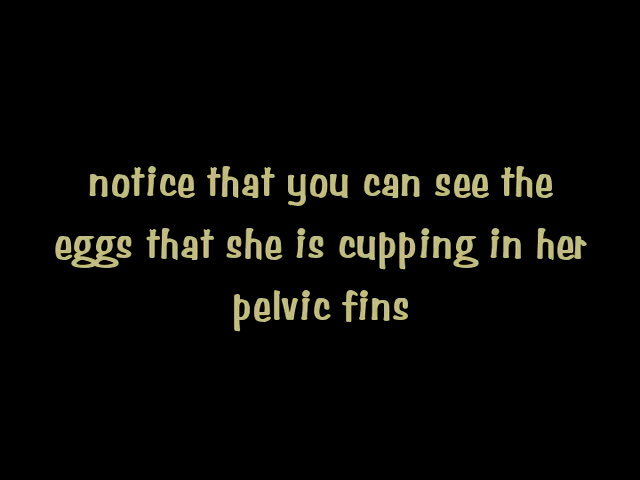 notice that you can see the
eggs that she is cupping in her
pelvic fins